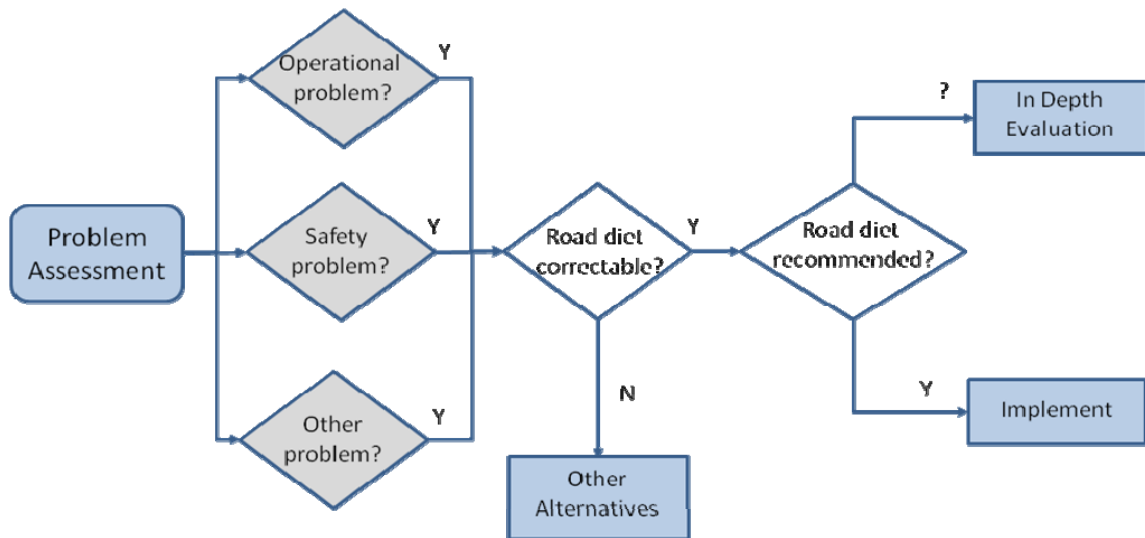 Problem
Assessment
Operational
problem?
Y
Safety
problem?
Y
Other
problem?
Y
Road diet
correctable?
Y
N
Other
Alternatives
Road diet
recommended?
?
In Depth
Evaluation
Y
Implement